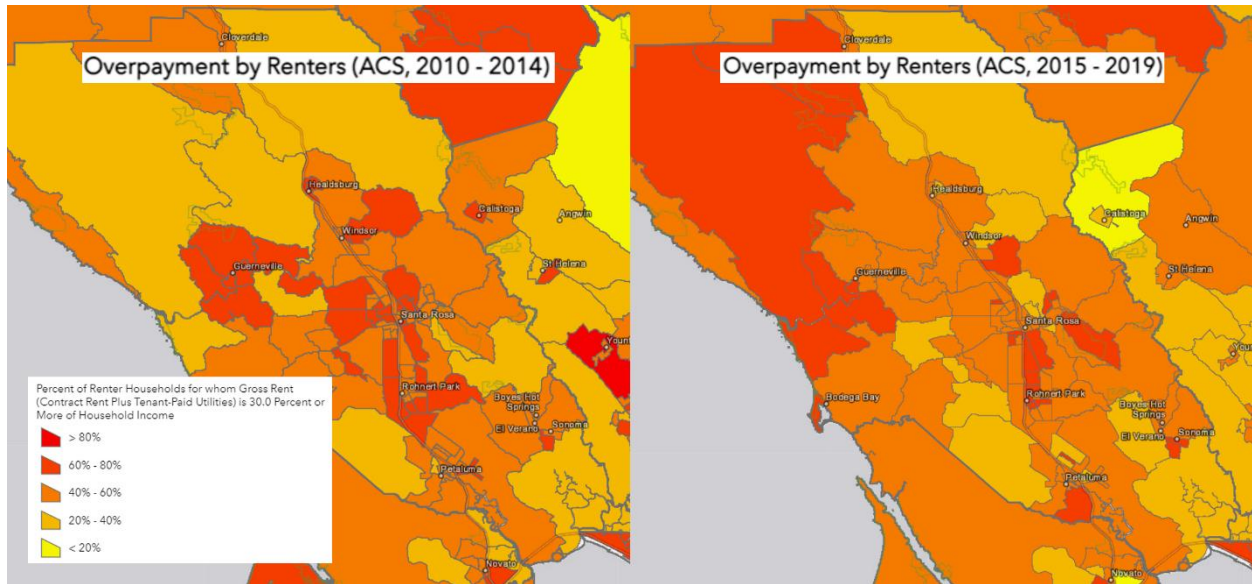 Cloverdale
Overpayment by Renters (ACS, 2010 - 2014)
Healdsburg
Calistoga
Angwin
Windsor
Guerneville
St Helena
Santa Rosa
Yount
Rohnert Park
Boyes Hot
Springs
El Verano
Sonoma
Petaluma
Novato
Percent of Renter Households for whom Gross Rent
(Contract Rent Plus Tenant-Paid Utilities) is 30.0 Percent or
More of Household Income
> 80%
60% - 80%
40% - 60%
20% - 40%
< 20%
Cloverdale
Overpayment by Renters (ACS, 2015 - 2019)
Healdsburg
Calistoga
Angwin
Windsor
Guerneville
St Helena
Santa Rosa
You
Rohnert Park
Bodega Bay
Boyes Hot
Springs
El Verano
Sonoma
Petaluma
Novato